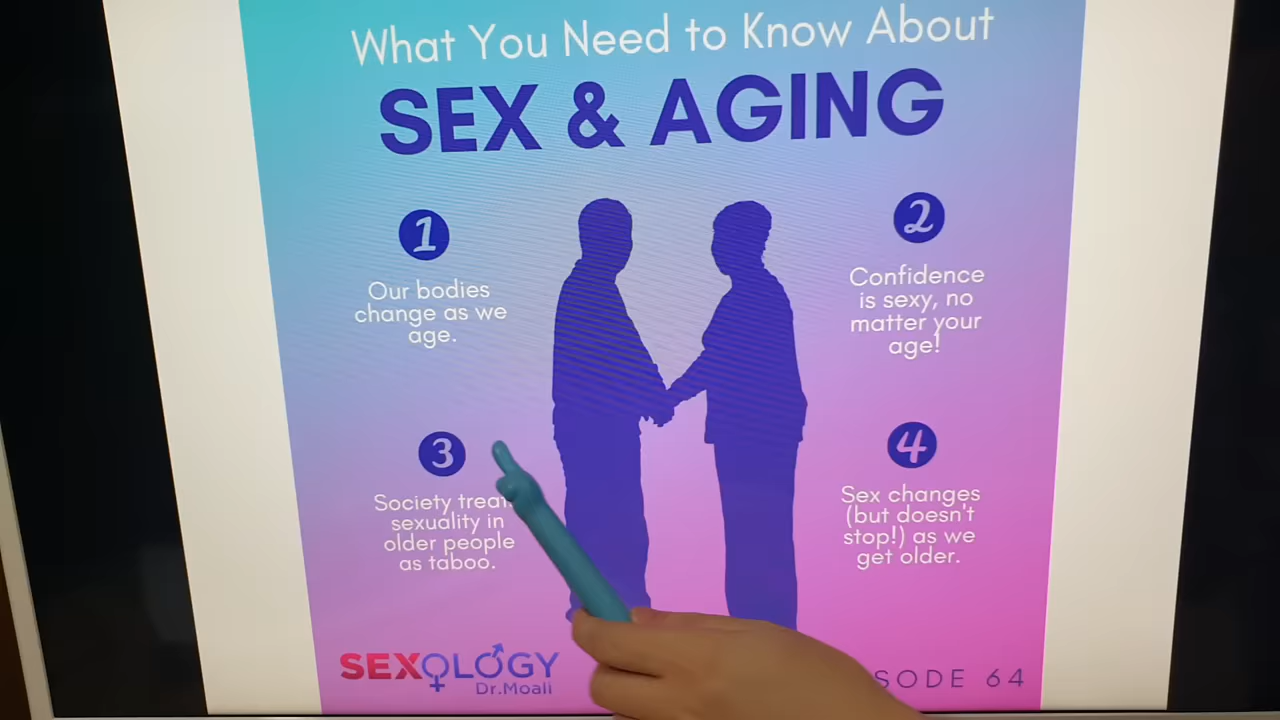 What You Need to Know About
SEX & AGING
1
Our bodies
change as we
age.
2
Confidence
is sexy, no
matter your
age!
3
Society
sexuality in
older people
as taboo.
4
Sex changes
(but doesn't
stop!) as we
get older.
SEXOLOGY
Dr.Moali
64